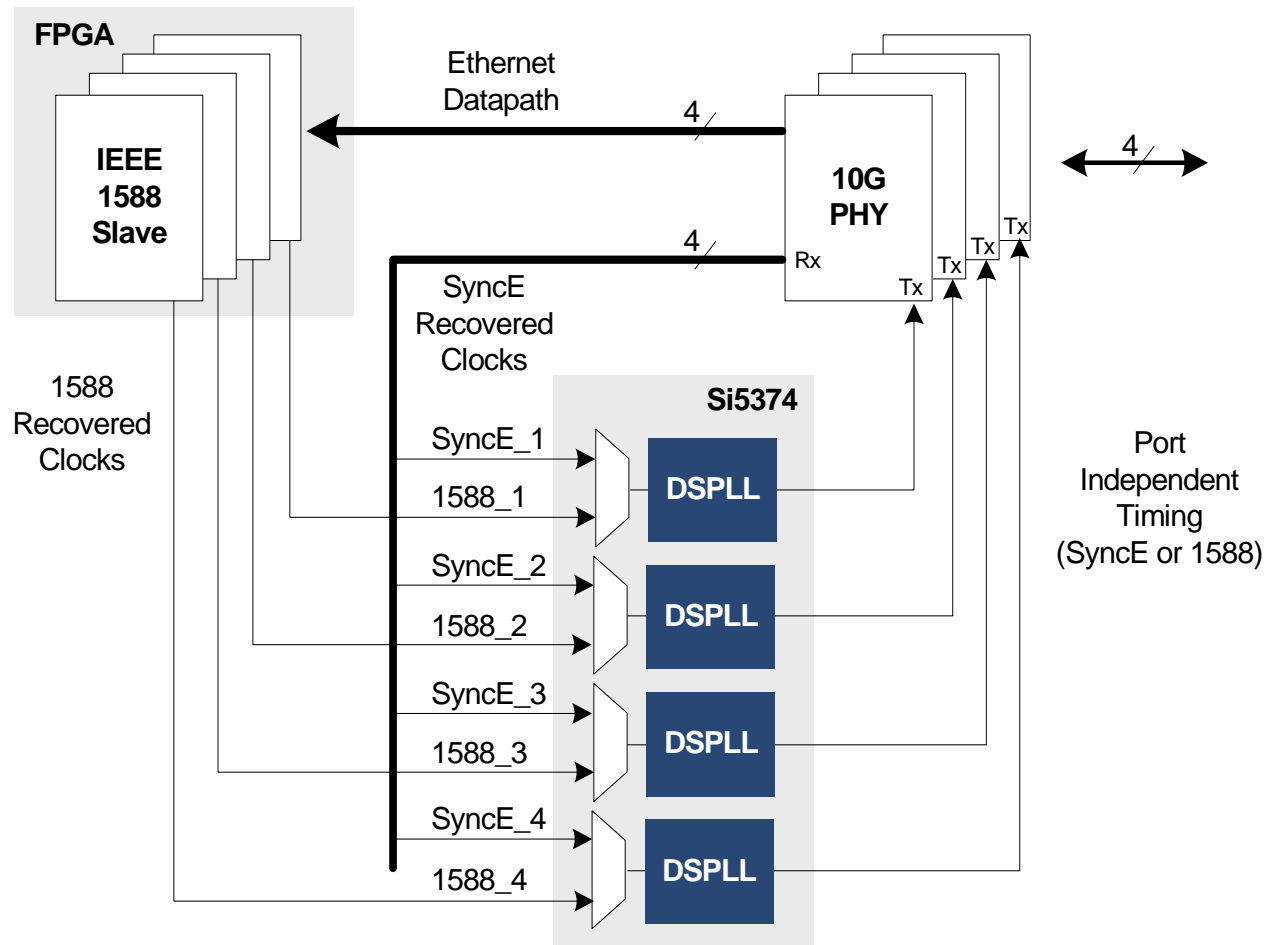 FPGA
IEEE
1588
Slave
Ethernet
Datapath
4
10G
PHY
4
4
Rx
Tx
Tx
Tx
Tx
SyncE
Recovered
Clocks
1588
Recovered
Clocks
Si5374
SyncE_1
DSPLL
1588_1
SyncE_2
DSPLL
1588_2
SyncE_3
DSPLL
1588_3
SyncE_4
DSPLL
1588_4
Port
Independent
Timing
(SyncE or 1588)